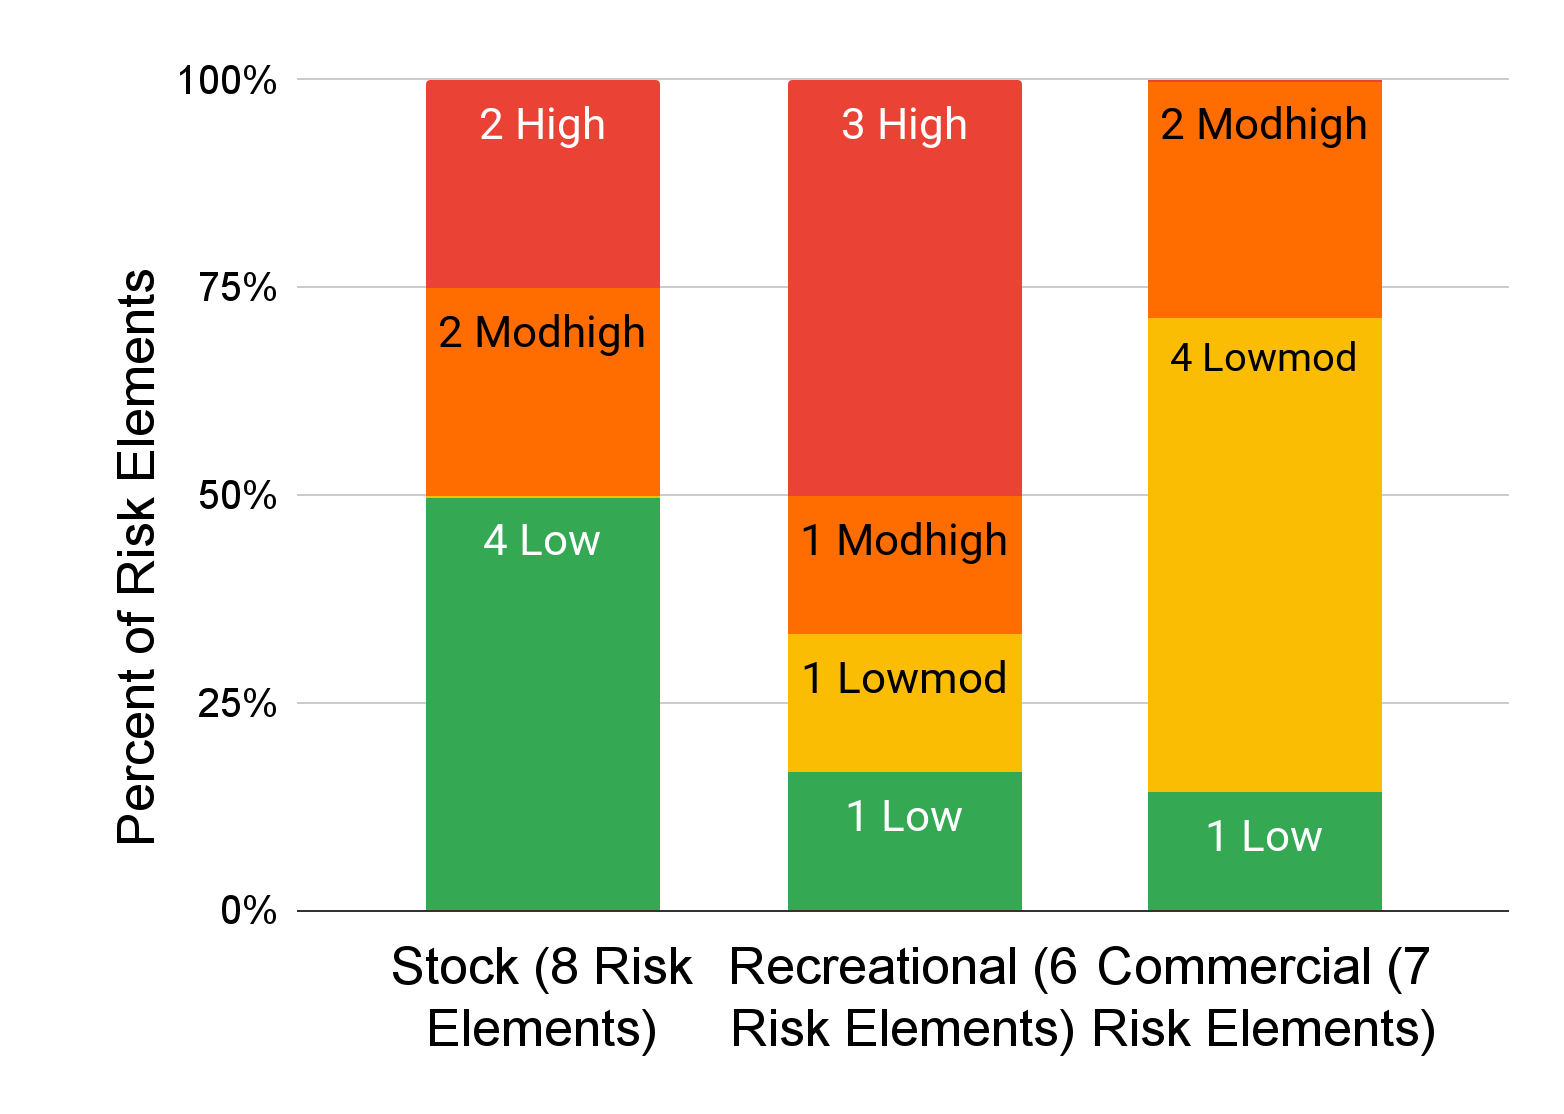 Percent of Risk Elements
100%
75%
50%
25%
0%
2 High
2 Modhigh
4 Low
3 High
1 Modhigh
1 Lowmod
1 Low
2 Modhigh
4 Lowmod
1 Low
Stock (8 Risk
Elements)
Recreational (6
Risk Elements)
Commercial (7
Risk Elements)